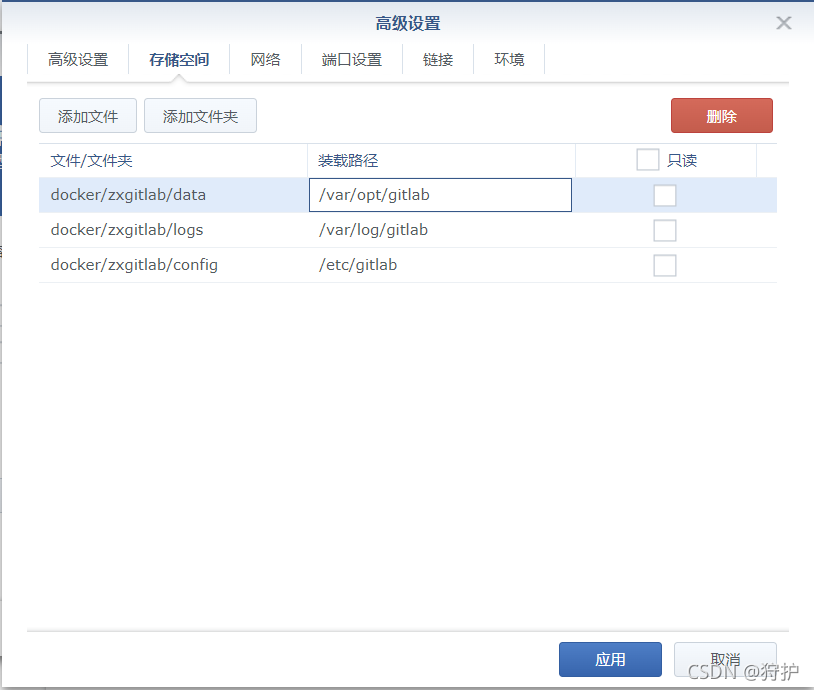 高级设置
高级设置 存储空间 网络 端口设置 链接 环境
添加文件 添加文件夹 删除
文件/文件夹 装载路径 只读
docker/zxgitlab/data /var/opt/gitlab
docker/zxgitlab/logs /var/log/gitlab
docker/zxgitlab/config /etc/gitlab
应用 取消
CSDN @狩护